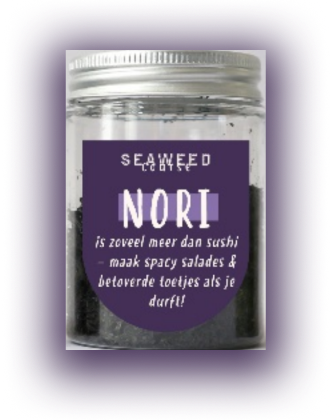 SEAWEED
NORI
is zoveel meer dan sushi
- maak spacy salades &
betoverde toetjes als je
durft!